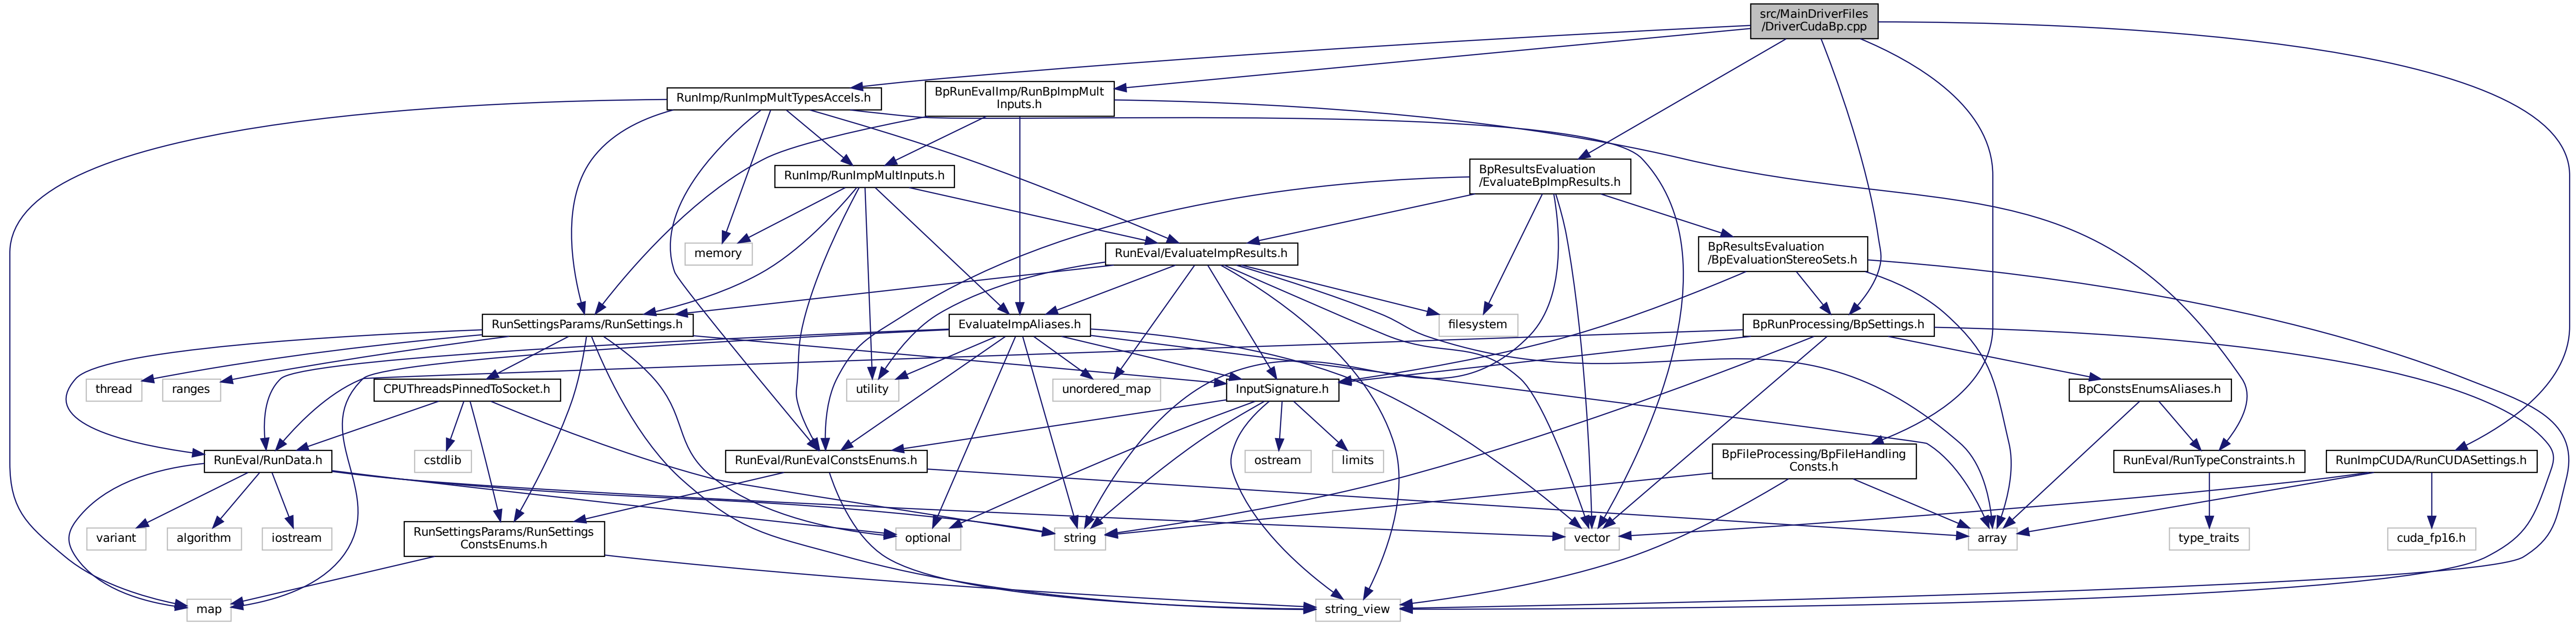 src/MainDriverFiles
/DriverCudaBp.cpp
RunImp/RunImpMultTypesAccels.h
BpRunEvalImp/RunBpImpMult
Inputs.h
RunImp/RunImpMultInputs.h
BpResultsEvaluation
/EvaluateBpImpResults.h
memory
RunEval/EvaluateImpResults.h
BpResultsEvaluation
/BpEvaluationStereoSets.h
RunSettingsParams/RunSettings.h
EvaluateImpAliases.h
filesystem
BpRunProcessing/BpSettings.h
thread
ranges
CPUThreadsPinnedToSocket.h
utility
unordered_map
InputSignature.h
BpConstsEnumsAliases.h
RunEval/RunData.h
cstdlib
RunEval/RunEvalConstsEnums.h
ostream
limits
BpFileProcessing/BpFileHandling
Consts.h
RunEval/RunTypeConstraints.h
RunImpCUDA/RunCUDASettings.h
variant
algorithm
iostream
RunSettingsParams/RunSettings
ConstsEnums.h
optional
string
vector
array
type_traits
cuda_fp16.h
map
string_view